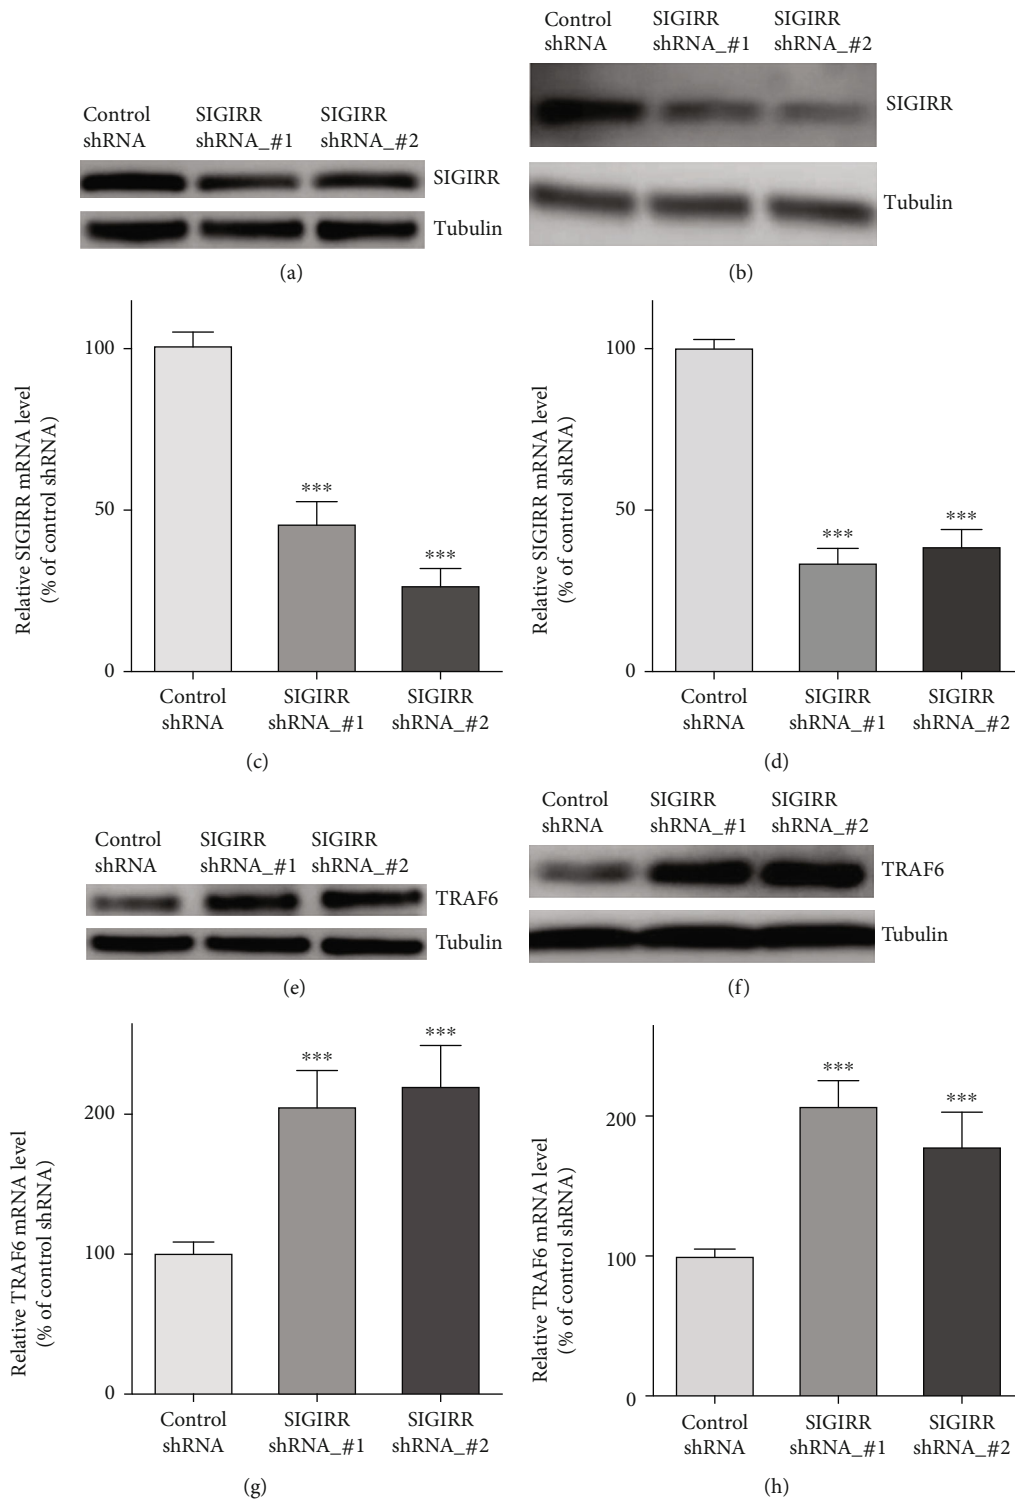 Control
shRNA
SIGIRR
shRNA_#1
SIGIRR
shRNA_#2
SIGIRR
Tubulin
(a)
Control
shRNA
SIGIRR
shRNA_#1
SIGIRR
shRNA_#2
SIGIRR
Tubulin
(b)
Relative SIGIRR mRNA level
(% of control shRNA)
100
50
0
***
***
Control
shRNA
SIGIRR
shRNA_#1
SIGIRR
shRNA_#2
(c)
Relative SIGIRR mRNA level
(% of control shRNA)
100
50
0
***
***
Control
shRNA
SIGIRR
shRNA_#1
SIGIRR
shRNA_#2
(d)
Control
shRNA
SIGIRR
shRNA_#1
SIGIRR
shRNA_#2
TRAF6
Tubulin
(e)
Control
shRNA
SIGIRR
shRNA_#1
SIGIRR
shRNA_#2
TRAF6
Tubulin
(f)
Relative TRAF6 mRNA level
(% of control shRNA)
200
100
0
***
***
Control
shRNA
SIGIRR
shRNA_#1
SIGIRR
shRNA_#2
(g)
Relative TRAF6 mRNA level
(% of control shRNA)
200
100
0
***
***
Control
shRNA
SIGIRR
shRNA_#1
SIGIRR
shRNA_#2
(h)